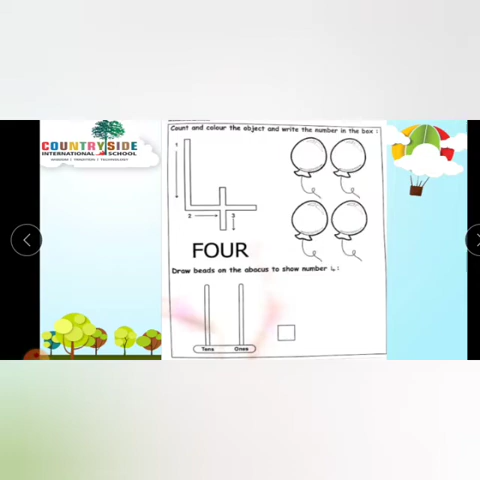 COUNTRYSIDE
INTERNATIONAL SCHOOL
WISDOM | TRADITION | TECHNOLOGY
Count and colour the object and write the number in the box :
1
2
3
FOUR
Draw beads on the abacus to show number 4 :
Tens Ones